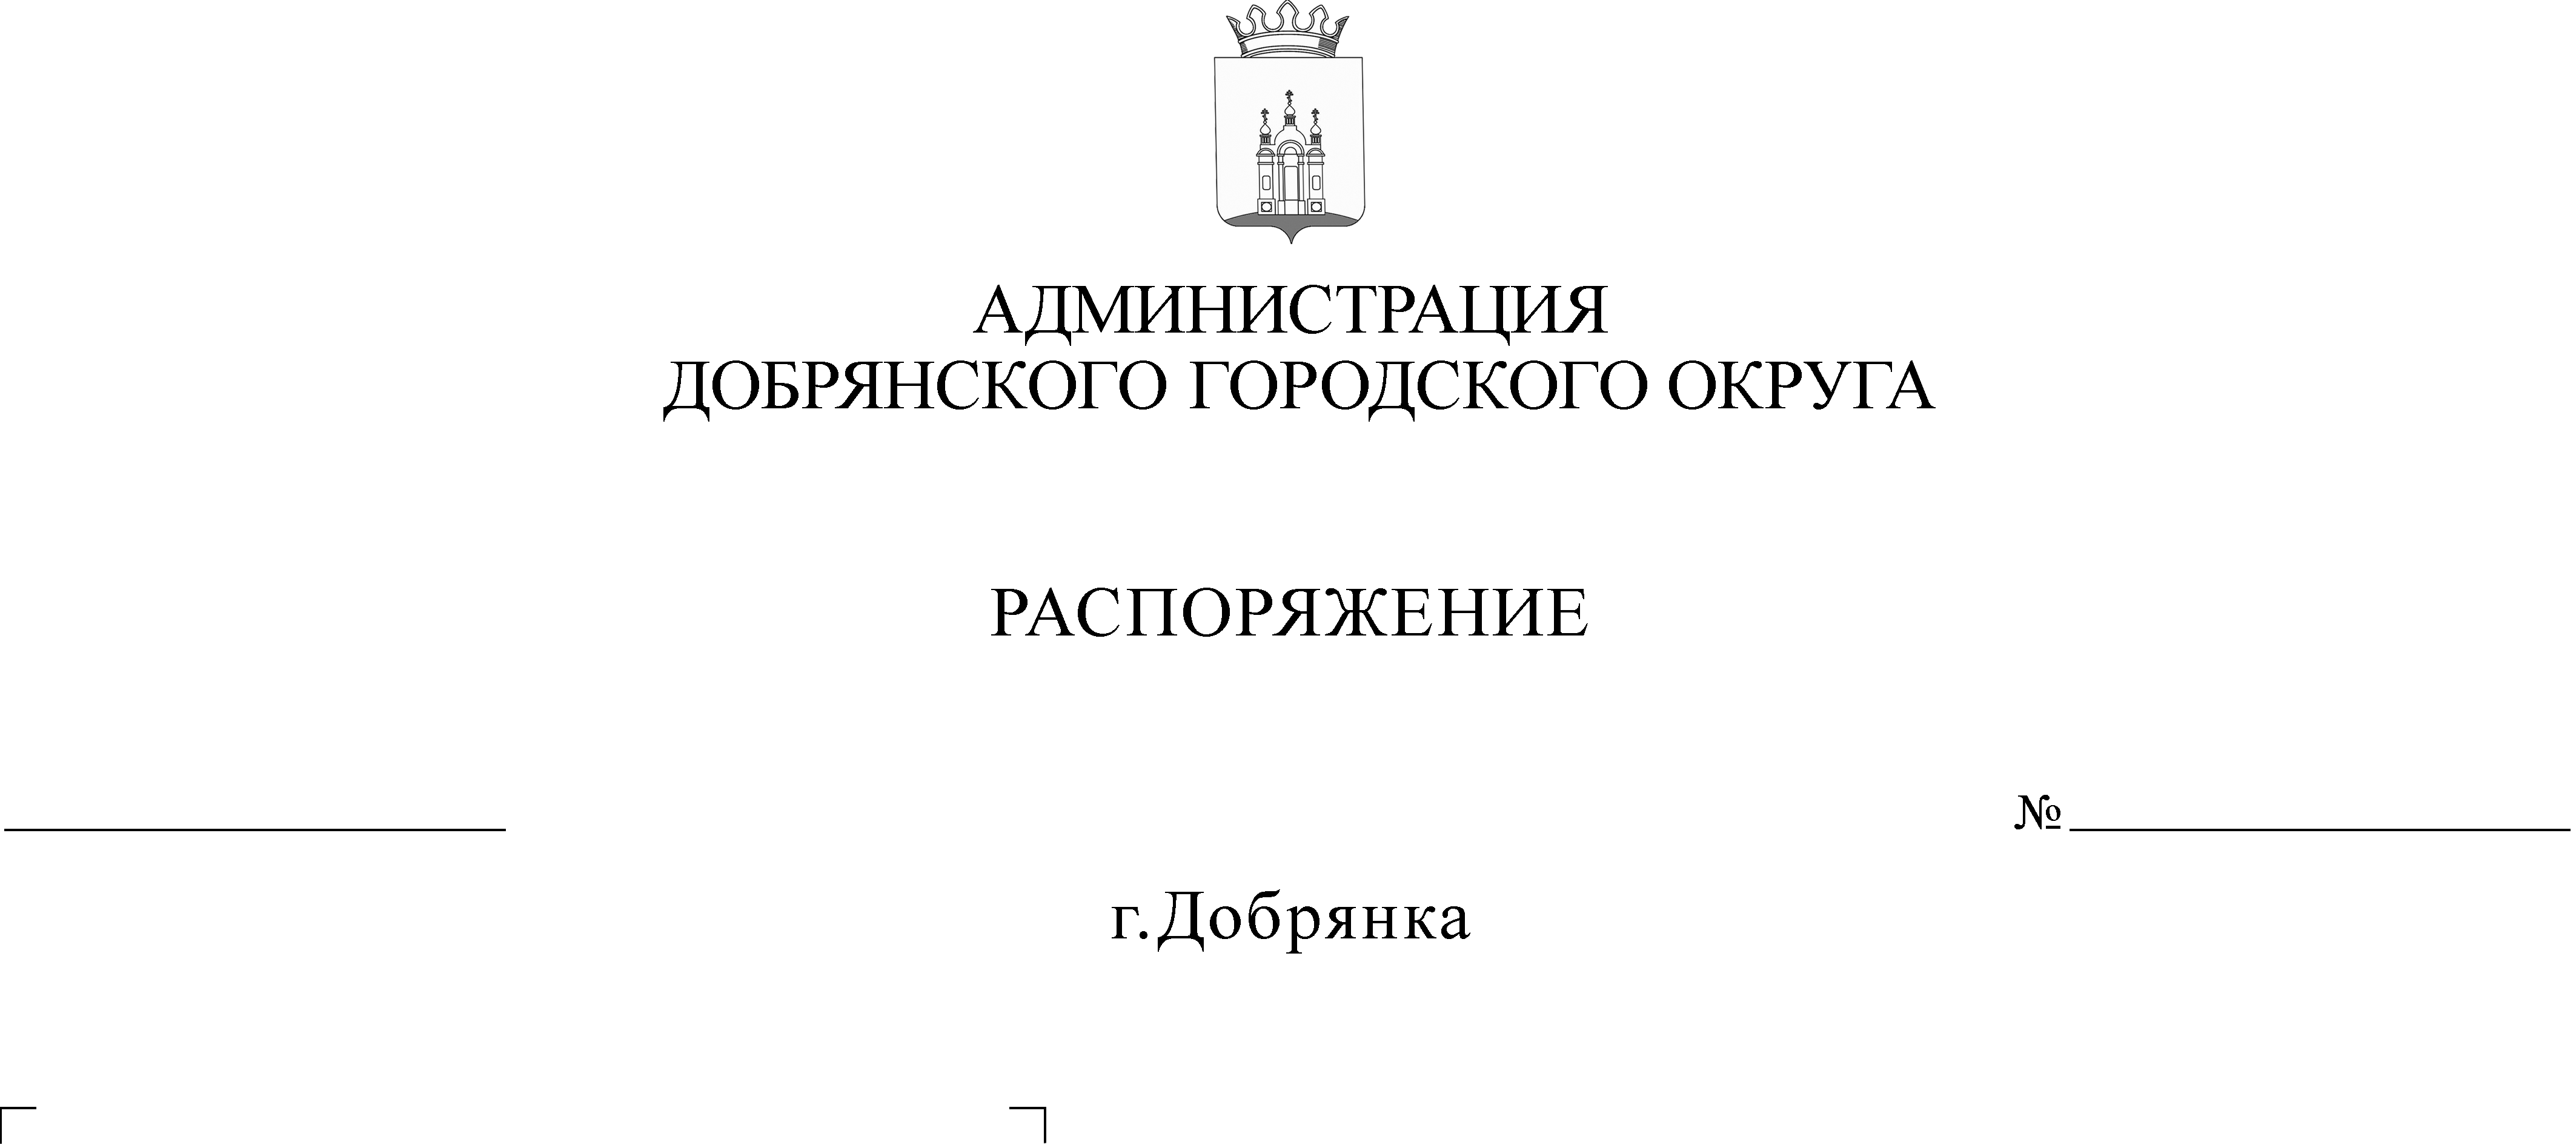 АДМИНИСТРАЦИЯ
ДОБРЯНСКОГО ГОРОДСКОГО ОКРУГА
РАСПОРЯЖЕНИЕ
№
г.Добрянка